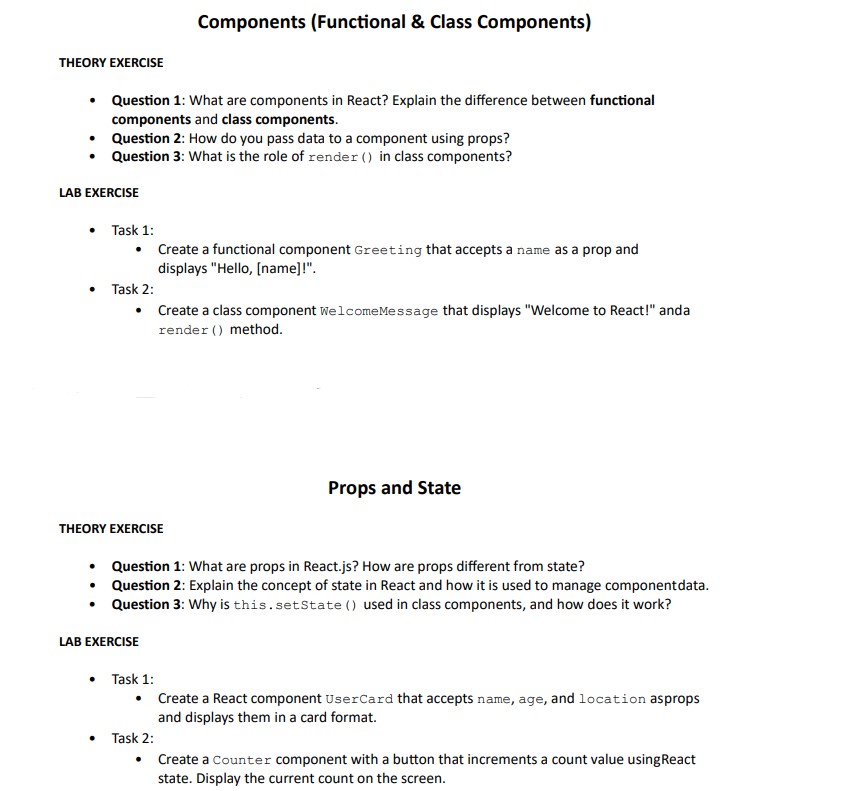 Components (Functional & Class Components)
THEORY EXERCISE
• Question 1: What are components in React? Explain the difference between functional
components and class components.
• Question 2: How do you pass data to a component using props?
• Question 3: What is the role of render() in class components?
LAB EXERCISE
• Task 1:
• Create a functional component Greeting that accepts a name as a prop and
displays "Hello, [name]!".
• Task 2:
• Create a class component WelcomeMessage that displays "Welcome to React!" anda
render() method.
Props and State
THEORY EXERCISE
• Question 1: What are props in React.js? How are props different from state?
• Question 2: Explain the concept of state in React and how it is used to manage componentdata.
• Question 3: Why is this.setState() used in class components, and how does it work?
LAB EXERCISE
• Task 1:
• Create a React component UserCard that accepts name, age, and location asprops
and displays them in a card format.
• Task 2:
• Create a Counter component with a button that increments a count value usingReact
state. Display the current count on the screen.